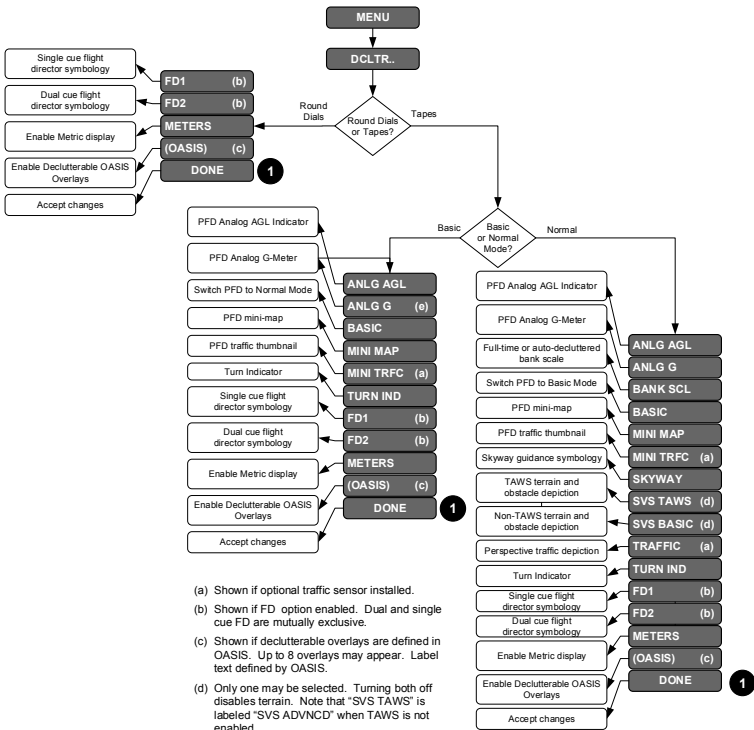 MENU
DCLTR..
Round Dials
or Tapes?
Round
Dials
Tapes
Single cue flight
director symbology
Dual cue flight
director symbology
Enable Metric display
Enable Declutterable OASIS
Overlays
Accept changes
FD1 (b)
FD2 (b)
METERS
(OASIS) (c)
DONE
1
Basic
or Normal
Mode?
Basic
Normal
PFD Analog AGL Indicator
PFD Analog G-Meter
Switch PFD to Normal Mode
PFD mini-map
PFD traffic thumbnail
Turn Indicator
Single cue flight
director symbology
Dual cue flight
director symbology
Enable Metric display
Enable Declutterable OASIS
Overlays
Accept changes
ANLG AGL
ANLG G (e)
BASIC
MINI MAP
MINI TRFC (a)
TURN IND
FD1 (b)
FD2 (b)
METERS
(OASIS) (c)
DONE
1
PFD Analog AGL Indicator
PFD Analog G-Meter
Full-time or auto-decluttered
bank scale
Switch PFD to Basic Mode
PFD mini-map
PFD traffic thumbnail
Skyway guidance symbology
TAWS terrain and
obstacle depiction
Non-TAWS terrain and
obstacle depiction
Perspective traffic depiction
Turn Indicator
Single cue flight
director symbology
Dual cue flight
director symbology
Enable Metric display
Enable Declutterable OASIS
Overlays
Accept changes
ANLG AGL
ANLG G
BANK SCL
BASIC
MINI MAP
MINI TRFC (a)
SKYWAY
SVS TAWS (d)
SVS BASIC (d)
TRAFFIC (a)
TURN IND
FD1 (b)
FD2 (b)
METERS
(OASIS) (c)
DONE
1
(a) Shown if optional traffic sensor installed.
(b) Shown if FD option enabled. Dual and single
cue FD are mutually exclusive.
(c) Shown if declutterable overlays are defined in
OASIS. Up to 8 overlays may appear. Label
text defined by OASIS.
(d) Only one may be selected. Turning both off
disables terrain. Note that “SVS TAWS” is
labeled “SVS ADVNCD” when TAWS is not
enabled